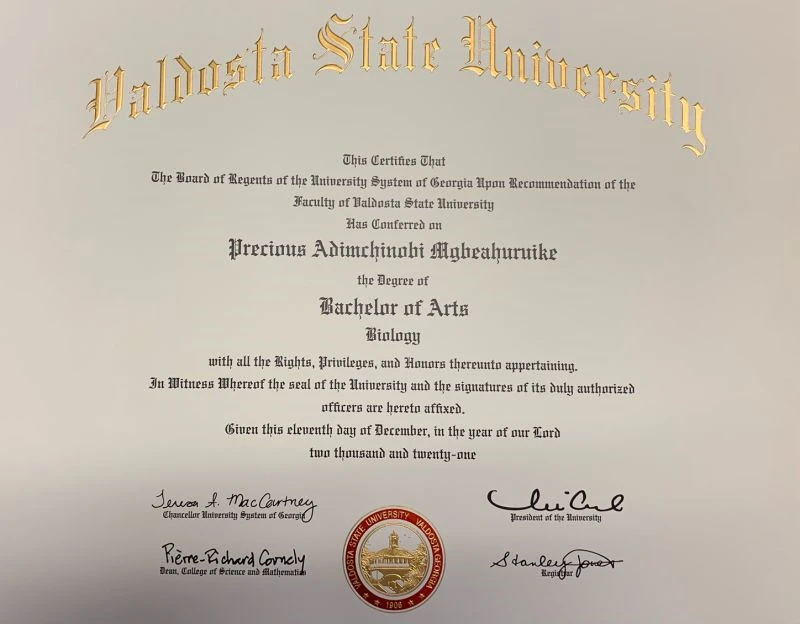 Valdosta State University
This Certifies That
The Board of Regents of the University System of Georgia Upon Recommendation of the
Faculty of Valdosta State University
Has Conferred on
Precious Adimchinobi Mgbeahuruike
the Degree of
Bachelor of Arts
Biology
with all the Rights, Privileges, and Honors thereunto appertaining.
In Witness Whereof the seal of the University and the signatures of its duly authorized
officers are hereto affixed.
Given this eleventh day of December, in the year of our Lord
two thousand and twenty-one
Teresa A. MacCartney
Chancellor University System of Georgia
President of the University
Pierre-Richard Cornely
Dean, College of Science and Mathematics
Stanley Jones
Registrar
VALDOSTA STATE UNIVERSITY VALDOSTA GEORGIA
1906